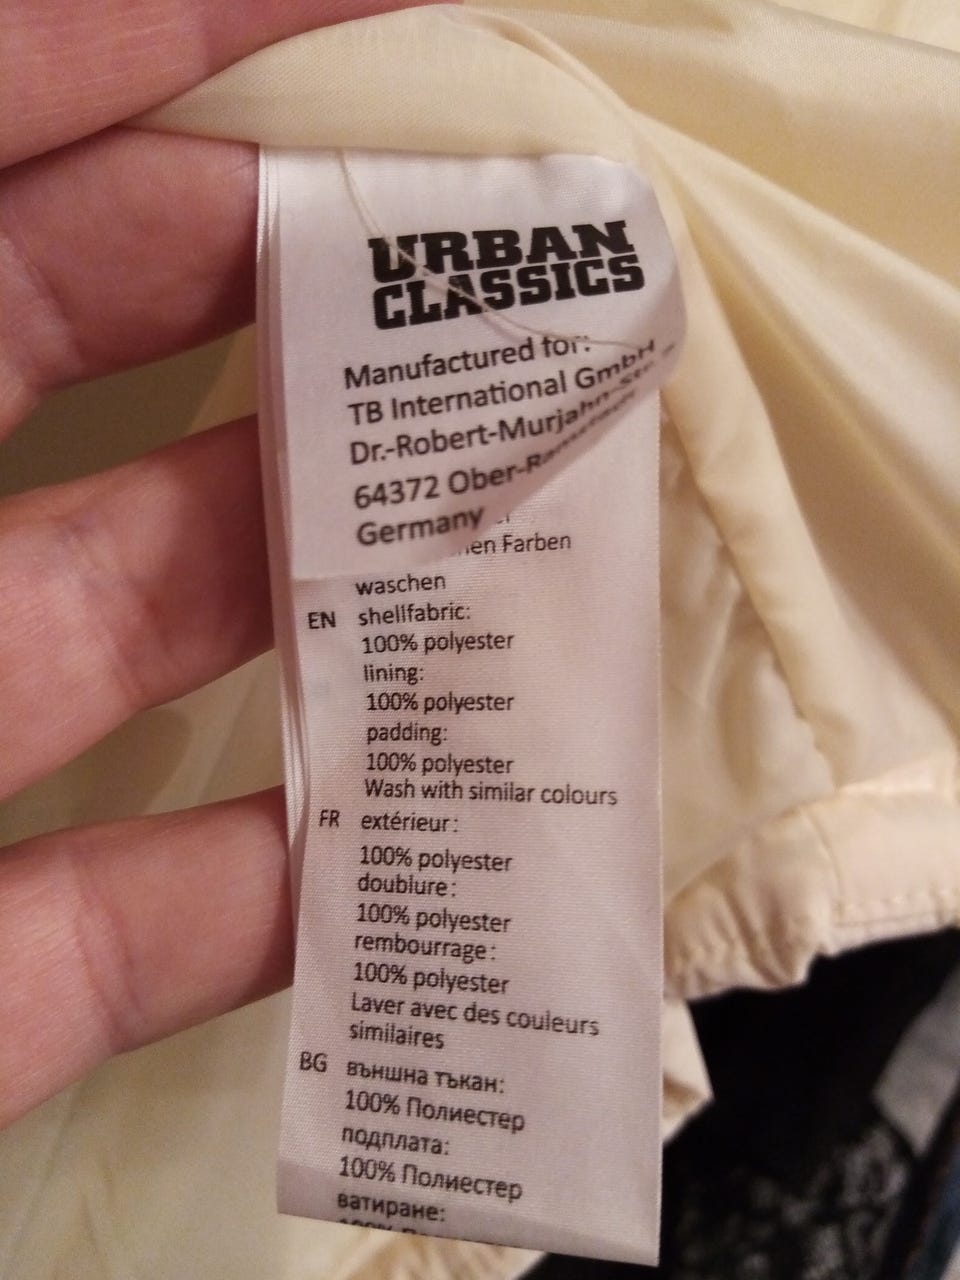 URBAN
CLASSICS
Manufactured for:
TB International GmbH
Dr.-Robert-Murjahn-Str.
64372 Ober-Ramstadt
Germany
Farben
waschen
EN shellfabric:
100% polyester
lining:
100% polyester
padding:
100% polyester
Wash with similar colours
FR extérieur:
100% polyester
doublure:
100% polyester
rembourrage:
100% polyester
Laver avec des couleurs
similaires
BG външна тъкан:
100% Полиестер
подплата:
100% Полиестер
ватиране: